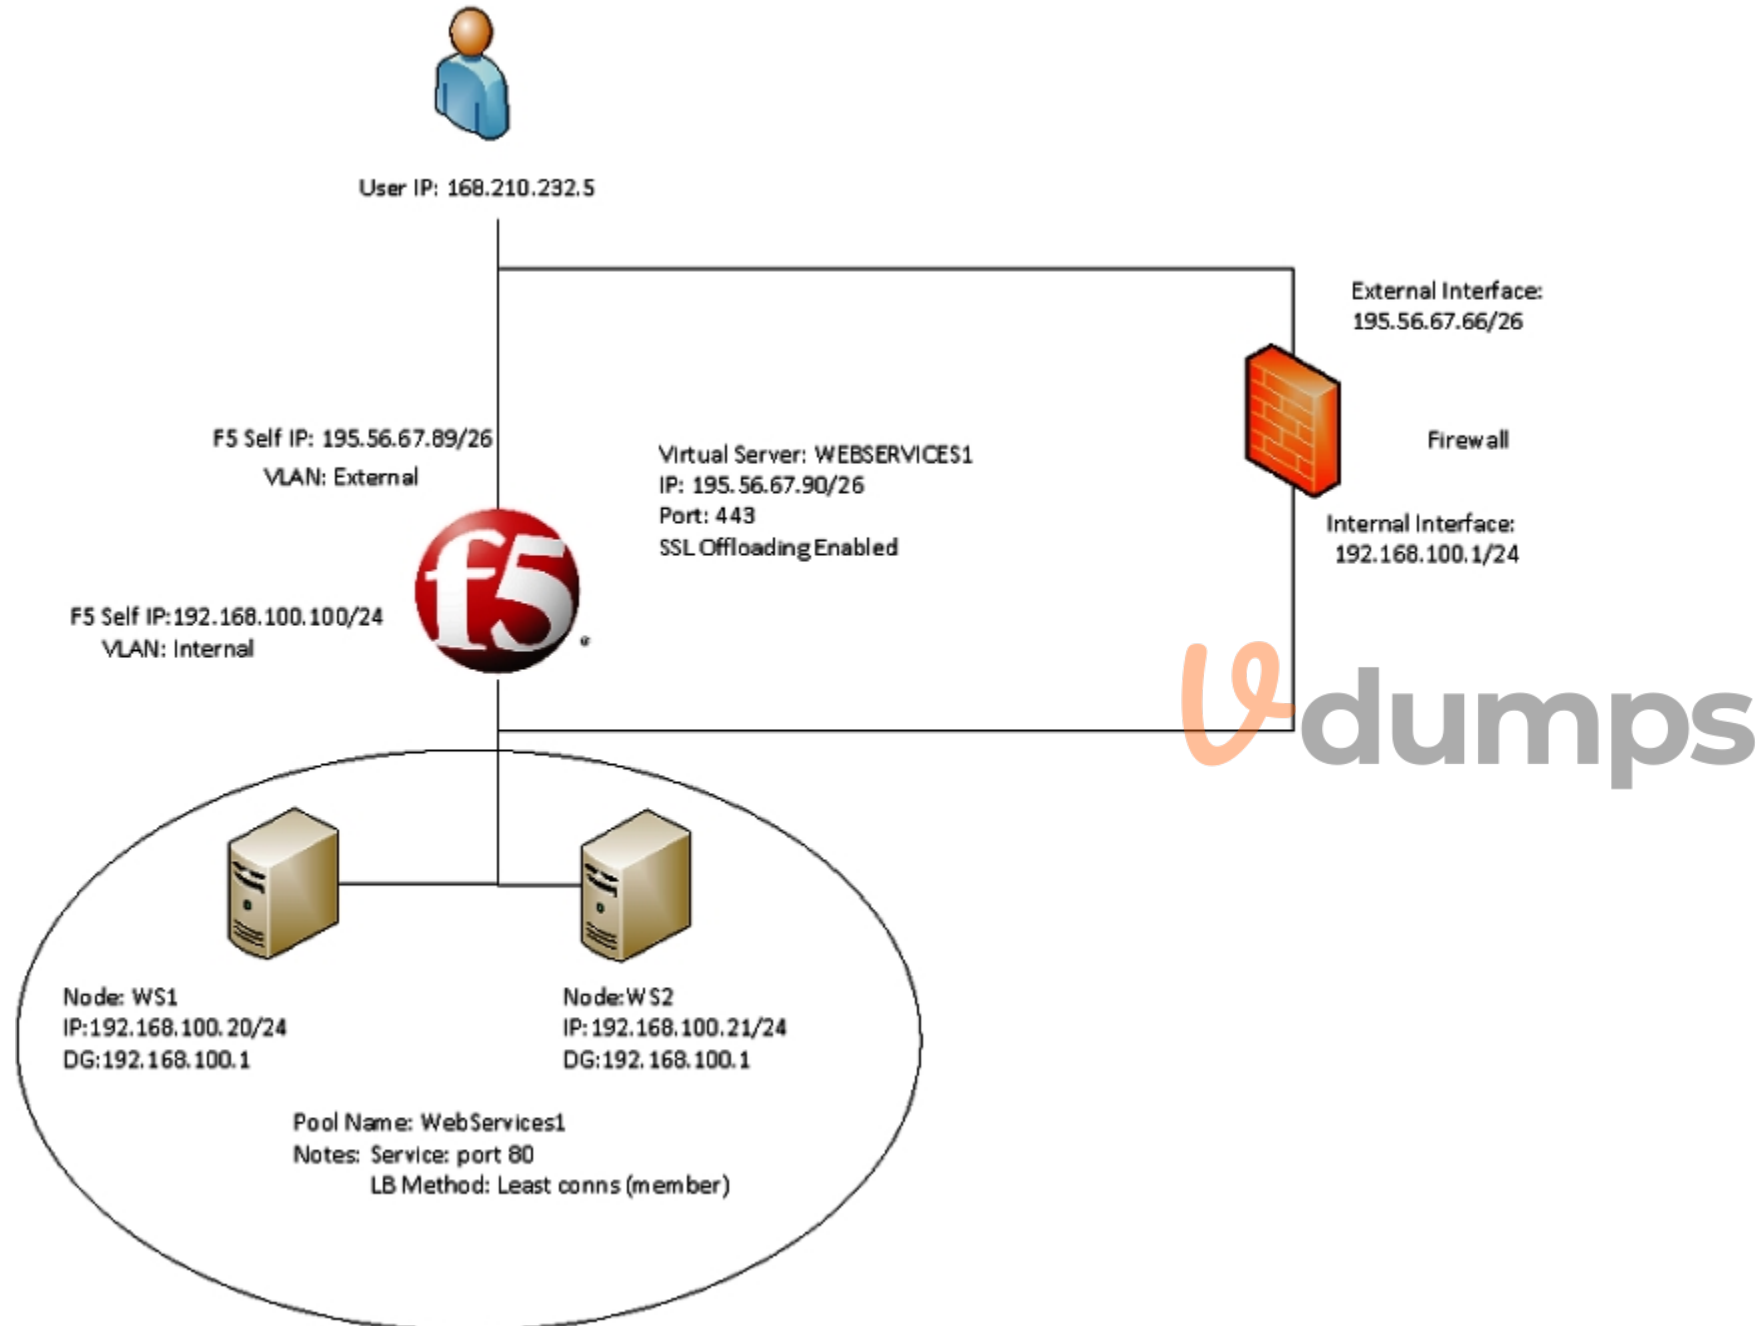 User IP: 168.210.232.5
External Interface:
195.56.67.66/26
F5 Self IP: 195.56.67.89/26
VLAN: External
Firewall
Virtual Server: WEBSERVICES1
IP: 195.56.67.90/26
Port: 443
SSL Offloading Enabled
Internal Interface:
192.168.100.1/24
f5
F5 Self IP:192.168.100.100/24
VLAN: Internal
Vdumps
Node: WS1
IP:192.168.100.20/24
DG:192.168.100.1
Node:WS2
IP:192.168.100.21/24
DG:192.168.100.1
Pool Name: WebServices1
Notes: Service: port 80
LB Method: Least conns (member)